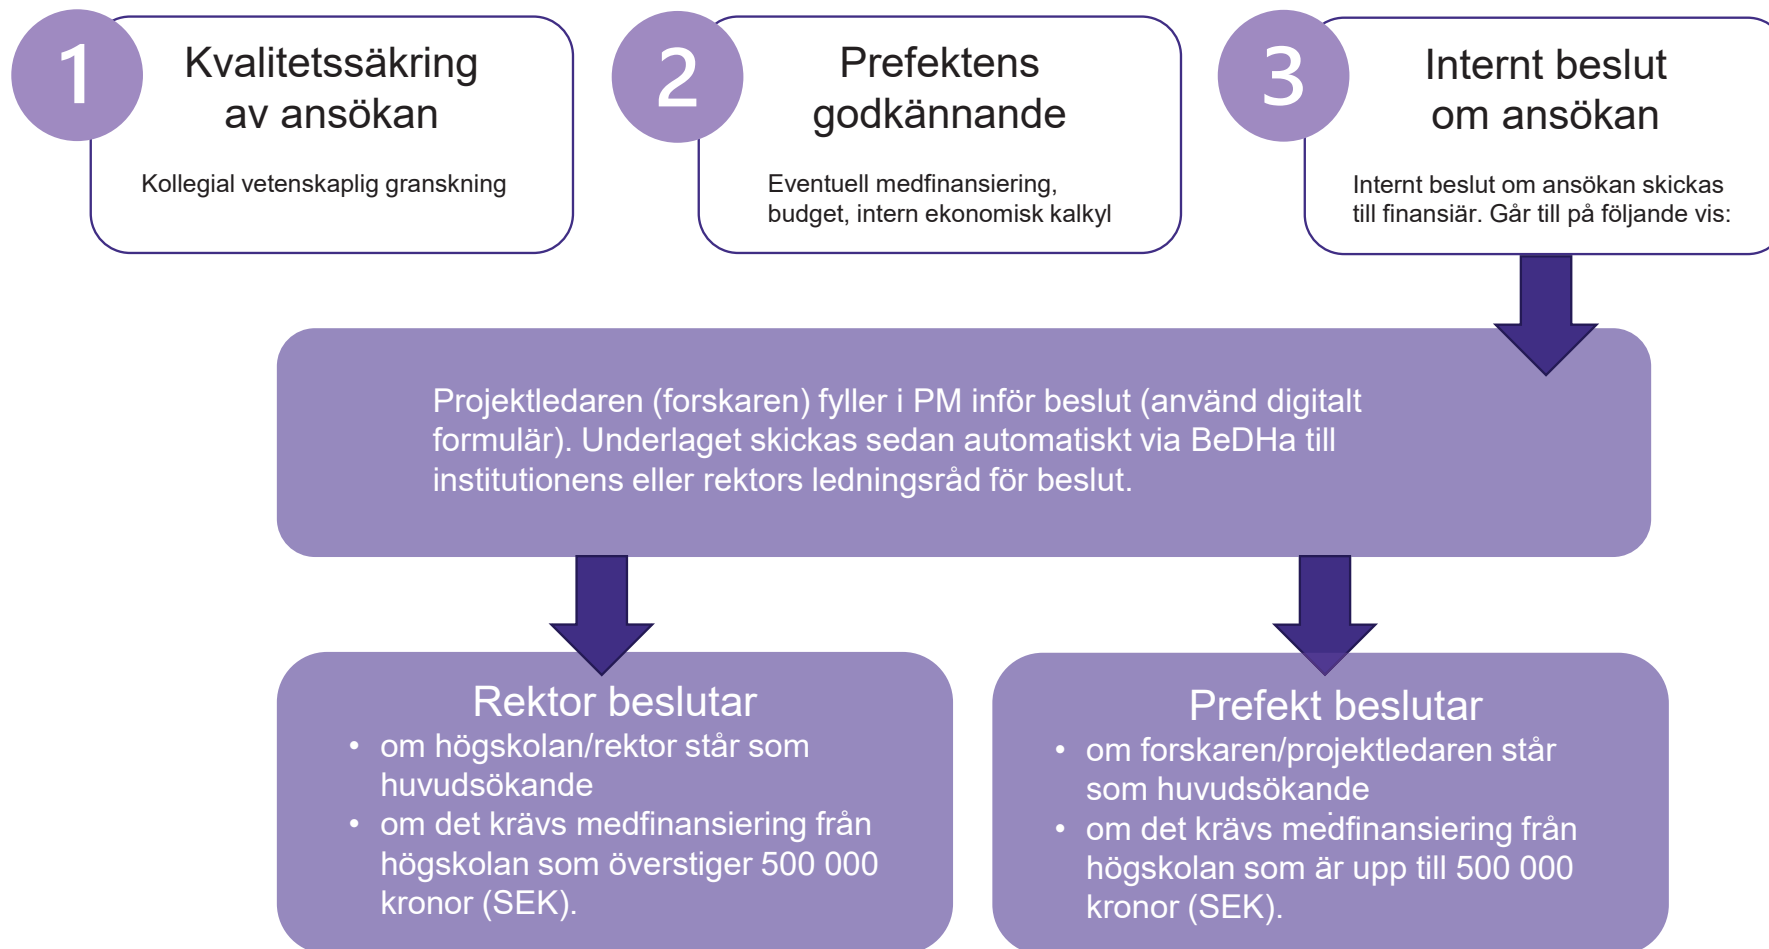 1
Kvalitetssäkring
av ansökan
Kollegial vetenskaplig granskning
2
Prefektens
godkännande
Eventuell medfinansiering,
budget, intern ekonomisk kalkyl
3
Internt beslut
om ansökan
Internt beslut om ansökan skickas
till finansiär. Går till på följande vis:
Projektledaren (forskaren) fyller i PM inför beslut (använd digitalt
formulär). Underlaget skickas sedan automatiskt via BeDHa till
institutionens eller rektors ledningsråd för beslut.
Rektor beslutar
• om högskolan/rektor står som
huvudsökande
• om det krävs medfinansiering från
högskolan som överstiger 500 000
kronor (SEK).
Prefekt beslutar
• om forskaren/projektledaren står
som huvudsökande
• om det krävs medfinansiering från
högskolan som är upp till 500 000
kronor (SEK).